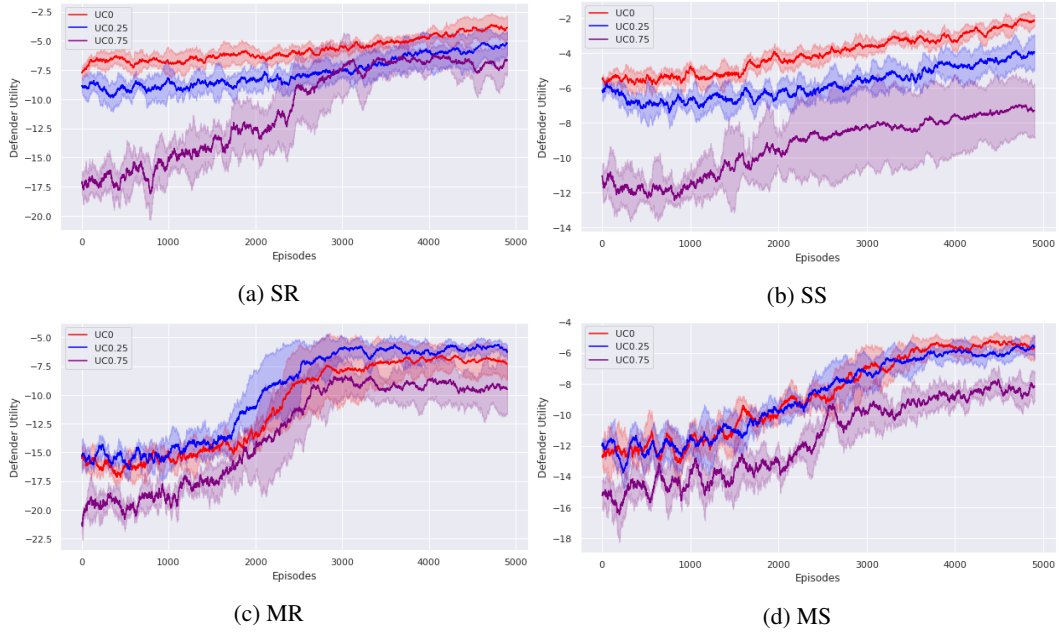 UC0
UC0.25
UC0.75
Defender Utility
−2.5
−5.0
−7.5
−10.0
−12.5
−15.0
−17.5
−20.0
0 1000 2000 3000 4000 5000
Episodes
(a) SR
UC0
UC0.25
UC0.75
Defender Utility
−2
−4
−6
−8
−10
−12
−14
0 1000 2000 3000 4000 5000
Episodes
(b) SS
UC0
UC0.25
UC0.75
Defender Utility
−5.0
−7.5
−10.0
−12.5
−15.0
−17.5
−20.0
−22.5
0 1000 2000 3000 4000 5000
Episodes
(c) MR
UC0
UC0.25
UC0.75
Defender Utility
−4
−6
−8
−10
−12
−14
−16
−18
0 1000 2000 3000 4000 5000
Episodes
(d) MS